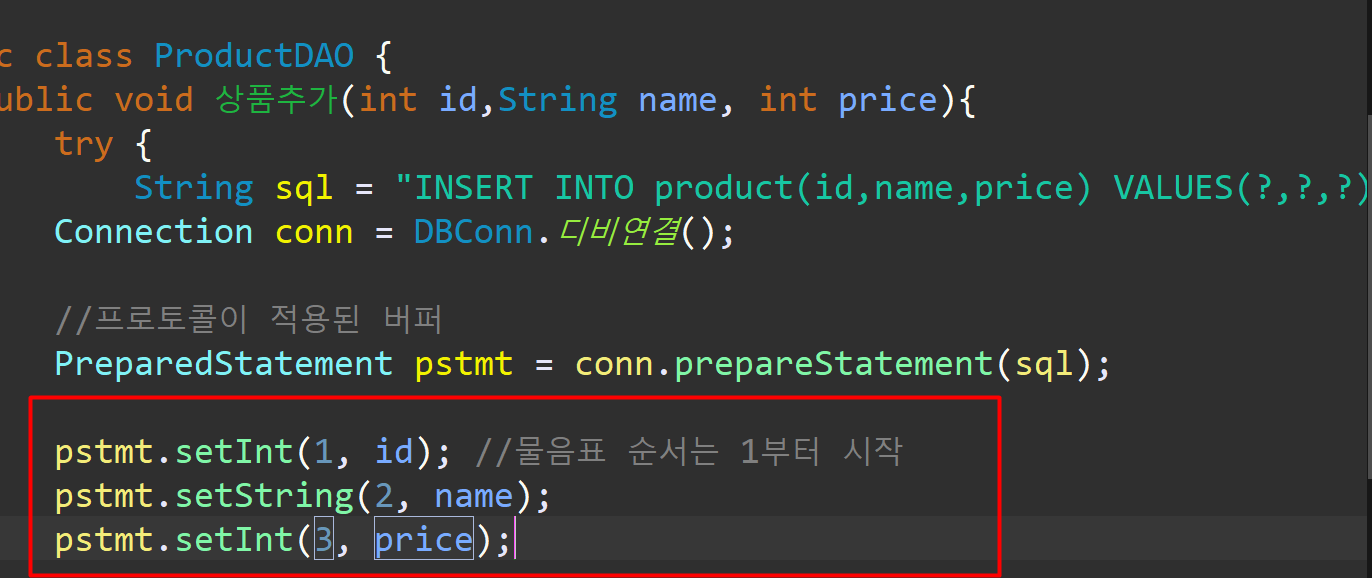 c class ProductDAO {
ublic void 상품추가(int id,String name, int price){
try {
String sql = "INSERT INTO product(id,name,price) VALUES(?,?,?)
Connection conn = DBConn.디비연결();
//프로토콜이 적용된 버퍼
PreparedStatement pstmt = conn.prepareStatement(sql);
pstmt.setInt(1, id); //물음표 순서는 1부터 시작
pstmt.setString(2, name);
pstmt.setInt(3, price);